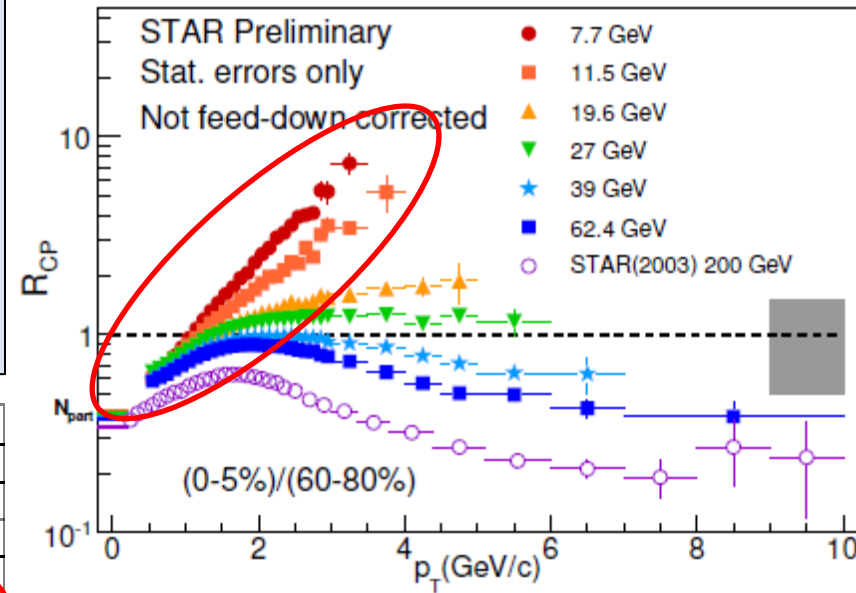 STAR Preliminary
Stat. errors only
Not feed-down corrected
7.7 GeV
11.5 GeV
19.6 GeV
27 GeV
39 GeV
62.4 GeV
STAR(2003) 200 GeV
R_CP
10
1
N_part
10^-1
(0-5%)/(60-80%)
0 2 4 6 8 10
p_T(GeV/c)